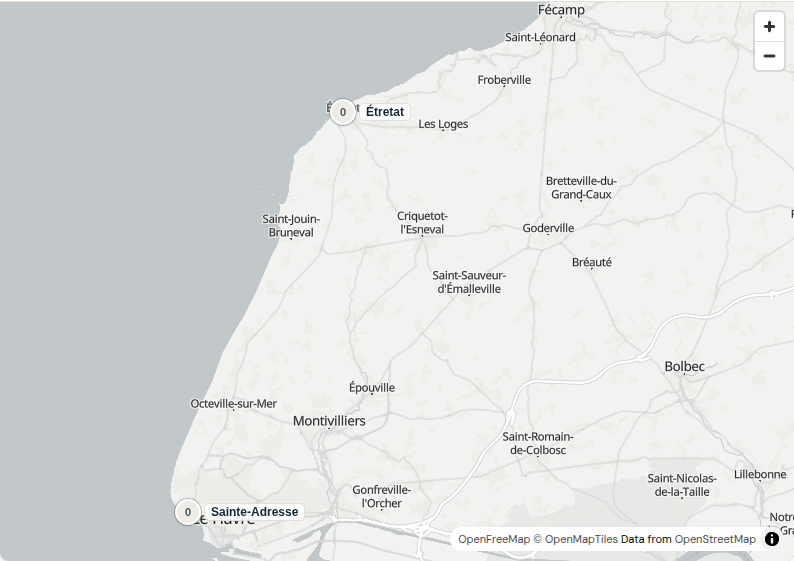 Fécamp
Saint-Léonard
+
−
Froberville
0 Étretat
Les Loges
Bretteville-du-
Grand-Caux
Saint-Jouin-
Bruneval
Criquetot-
l'Esneval
Goderville
Bréauté
Saint-Sauveur-
d'Émalleville
Bolbec
Épouville
Octeville-sur-Mer
Montivilliers
Saint-Romain-
de-Colbosc
Saint-Nicolas-
de-la-Taille
Lillebonne
Gonfreville-
l'Orcher
0 Sainte-Adresse
Le Havre
OpenFreeMap © OpenMapTiles Data from OpenStreetMap